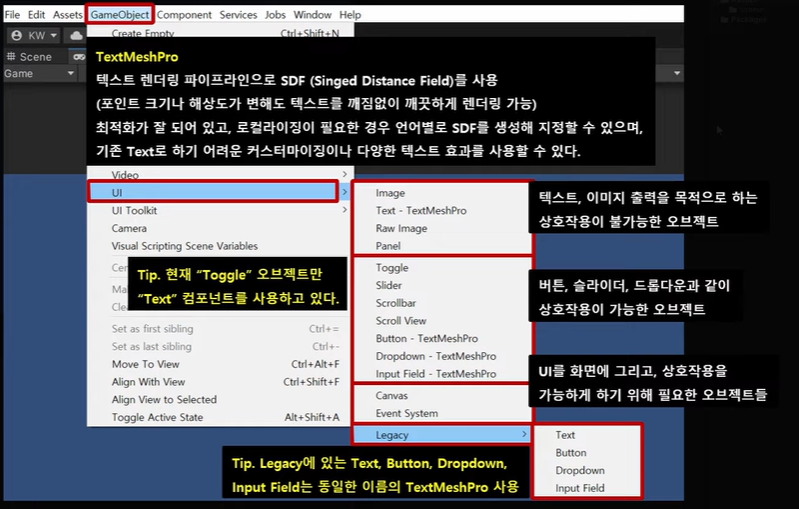 File Edit Assets GameObject Component Services Jobs Window Help
KW
Create Empty Ctrl+Shift+N
Scene
Game
TextMeshPro
텍스트 렌더링 파이프라인으로 SDF (Singed Distance Field)를 사용
(포인트 크기나 해상도가 변해도 텍스트를 깨짐없이 깨끗하게 렌더링 가능)
최적화가 잘 되어 있고, 로컬라이징이 필요한 경우 언어별로 SDF를 생성해 지정할 수 있으며,
기존 Text로 하기 어려운 커스터마이징이나 다양한 텍스트 효과를 사용할 수 있다.
Video
UI
UI Toolkit
Camera
Visual Scripting Scene Variables
Tip. 현재 “Toggle” 오브젝트만
“Text” 컴포넌트를 사용하고 있다.
Set as first sibling Ctrl+=
Set as last sibling Ctrl+-
Move To View Ctrl+Alt+F
Align With View Ctrl+Shift+F
Align View to Selected
Toggle Active State Alt+Shift+A
Image
Text - TextMeshPro
Raw Image
Panel
텍스트, 이미지 출력을 목적으로 하는
상호작용이 불가능한 오브젝트
Toggle
Slider
Scrollbar
Scroll View
Button - TextMeshPro
Dropdown - TextMeshPro
Input Field - TextMeshPro
버튼, 슬라이더, 드롭다운과 같이
상호작용이 가능한 오브젝트
Canvas
Event System
UI를 화면에 그리고, 상호작용을
가능하게 하기 위해 필요한 오브젝트들
Legacy
Text
Button
Dropdown
Input Field
Tip. Legacy에 있는 Text, Button, Dropdown,
Input Field는 동일한 이름의 TextMeshPro 사용